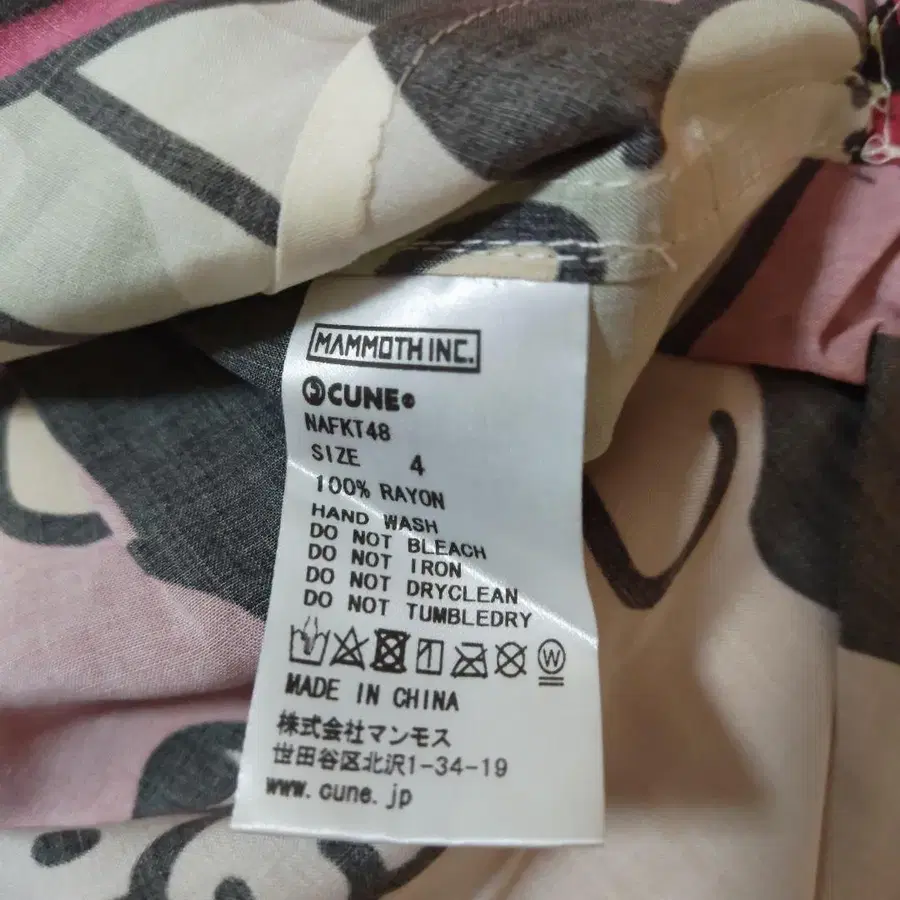 MAMMOTH INC.
CUNE®
NAFKT48
SIZE 4
100% RAYON
HAND WASH
DO NOT BLEACH
DO NOT IRON
DO NOT DRYCLEAN
DO NOT TUMBLEDRY
W
MADE IN CHINA
株式会社マンモス
世田谷区北沢1-34-19
www.cune.jp